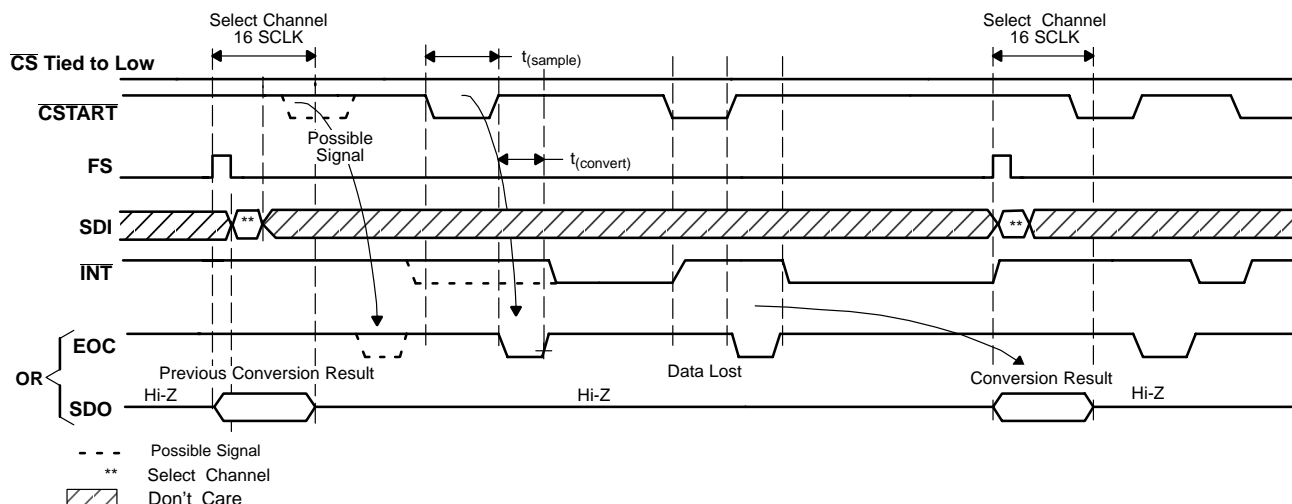 Select Channel
16 SCLK
Select Channel
16 SCLK
CS Tied to Low
t(sample)
CSTART
Possible
Signal
t(convert)
FS
SDI
**
**
INT
EOC
Data Lost
OR
Previous Conversion Result
Conversion Result
Hi-Z
Hi-Z
Hi-Z
SDO
Possible Signal
** Select Channel
Don't Care